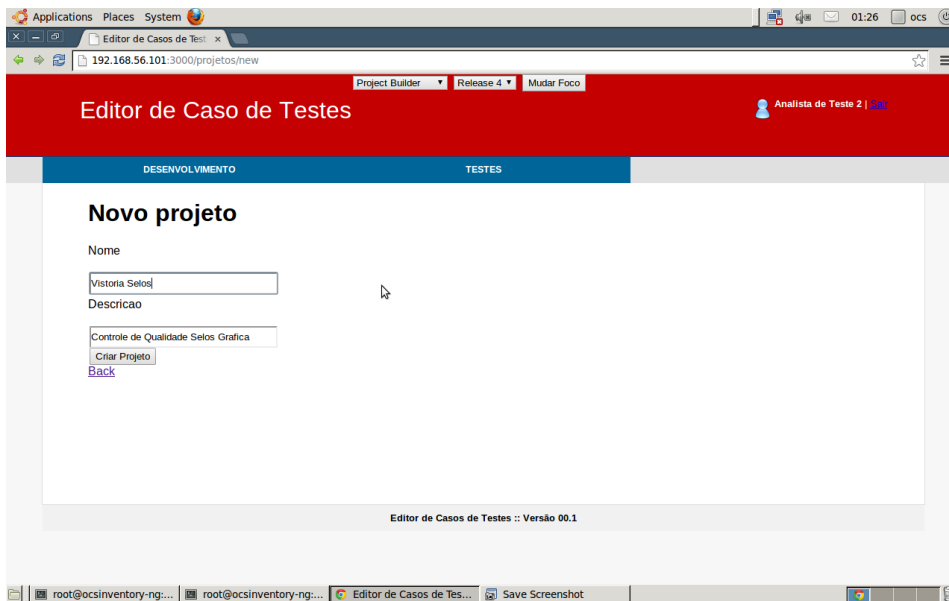 Applications Places System 01:26 ocs
Editor de Casos de Test
192.168.56.101:3000/projetos/new
Project Builder Release 4 Mudar Foco
Editor de Caso de Testes
Analista de Teste 2 |
DESENVOLVIMENTO TESTES
Novo projeto
Nome
Vistoria Selos
Descricao
Controle de Qualidade Selos Grafica
Criar Projeto
Back
Editor de Casos de Testes :: Versão 00.1
root@ocsinventory-ng:... root@ocsinventory-ng:... Editor de Casos de Tes... Save Screenshot